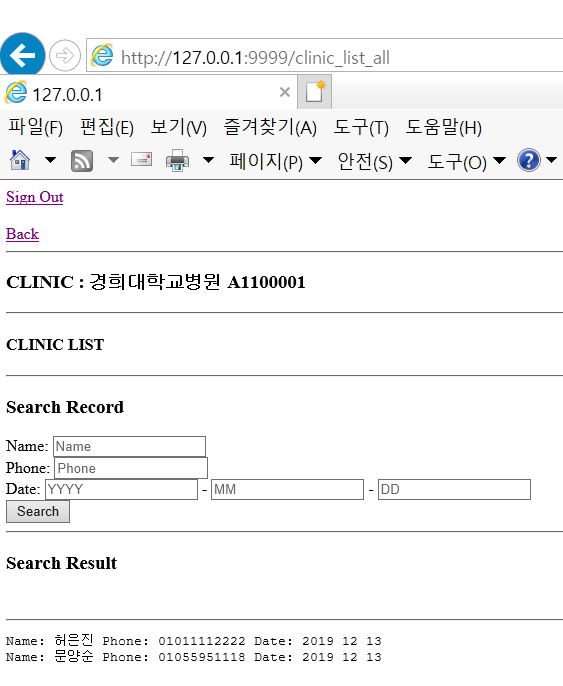 http://127.0.0.1:9999/clinic_list_all
127.0.0.1
파일(F) 편집(E) 보기(V) 즐겨찾기(A) 도구(T) 도움말(H)
페이지(P) 안전(S) 도구(O)
Sign Out
Back
CLINIC : 경희대학교병원 A1100001
CLINIC LIST
Search Record
Name: Name
Phone: Phone
Date: YYYY - MM - DD
Search
Search Result
Name: 허은진 Phone: 01011112222 Date: 2019 12 13
Name: 문양순 Phone: 01055951118 Date: 2019 12 13